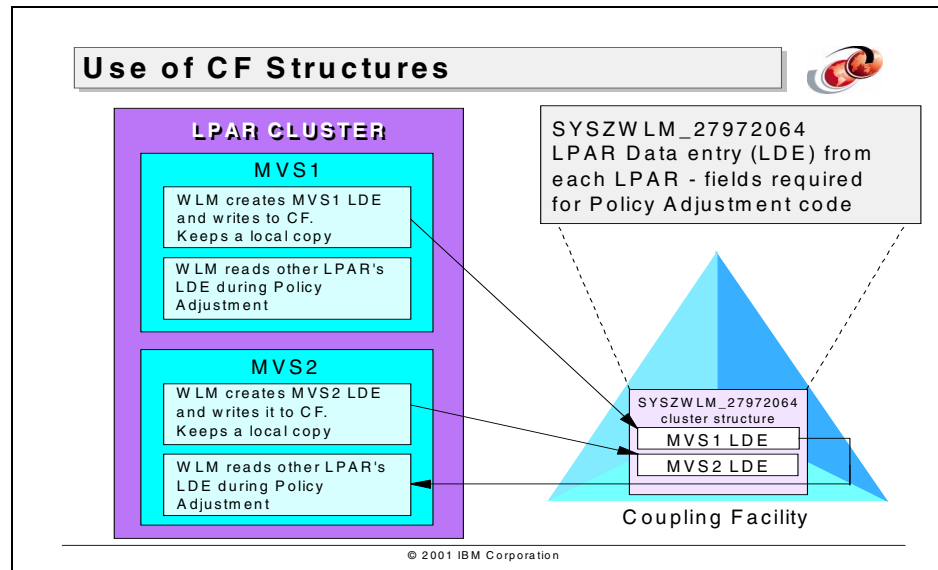 Use of CF Structures
LPAR CLUSTER
MVS1
WLM creates MVS1 LDE
and writes to CF.
Keeps a local copy
WLM reads other LPAR's
LDE during Policy
Adjustment
MVS2
WLM creates MVS2 LDE
and writes it to CF.
Keeps a local copy
WLM reads other LPAR's
LDE during Policy
Adjustment
SYSZWLM_27972064
LPAR Data entry (LDE) from
each LPAR - fields required
for Policy Adjustment code
SYSZWLM_27972064
cluster structure
MVS1 LDE
MVS2 LDE
Coupling Facility
© 2001 IBM Corporation